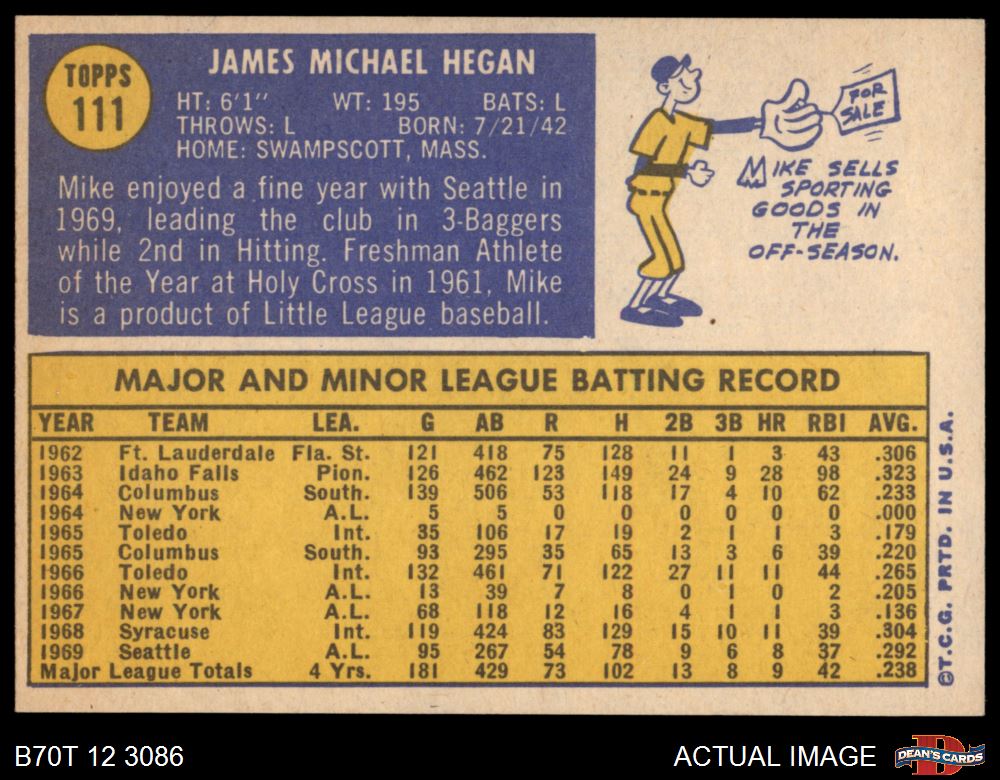 TOPPS
111
JAMES MICHAEL HEGAN
HT: 6'1" WT: 195 BATS: L
THROWS: L BORN: 7/21/42
HOME: SWAMPSCOTT, MASS.
Mike enjoyed a fine year with Seattle in
1969, leading the club in 3-Baggers
while 2nd in Hitting. Freshman Athlete
of the Year at Holy Cross in 1961, Mike
is a product of Little League baseball.
FOR
SALE
MIKE SELLS
SPORTING
GOODS IN
THE
OFF-SEASON.
MAJOR AND MINOR LEAGUE BATTING RECORD
YEAR TEAM LEA. G AB R H 2B 3B HR RBI AVG.
1962 Ft. Lauderdale Fla. St. 121 418 75 128 11 1 3 43 .306
1963 Idaho Falls Pion. 126 462 123 149 24 9 28 98 .323
1964 Columbus South. 139 506 53 118 17 4 10 62 .233
1964 New York A.L. 5 5 0 0 0 0 0 0 .000
1965 Toledo Int. 35 106 17 19 2 1 1 3 .179
1965 Columbus South. 93 295 35 65 13 3 6 39 .220
1966 Toledo Int. 132 461 71 122 27 11 11 44 .265
1966 New York A.L. 13 39 7 8 0 1 0 2 .205
1967 New York A.L. 68 118 12 16 4 1 1 3 .136
1968 Syracuse Int. 119 424 83 129 15 10 11 39 .304
1969 Seattle A.L. 95 267 54 78 9 6 8 37 .292
Major League Totals 4 Yrs. 181 429 73 102 13 8 9 42 .238
©T.C.G. PRTD. IN U.S.A.
B70T 12 3086
ACTUAL IMAGE
D
DEAN'S CARDS